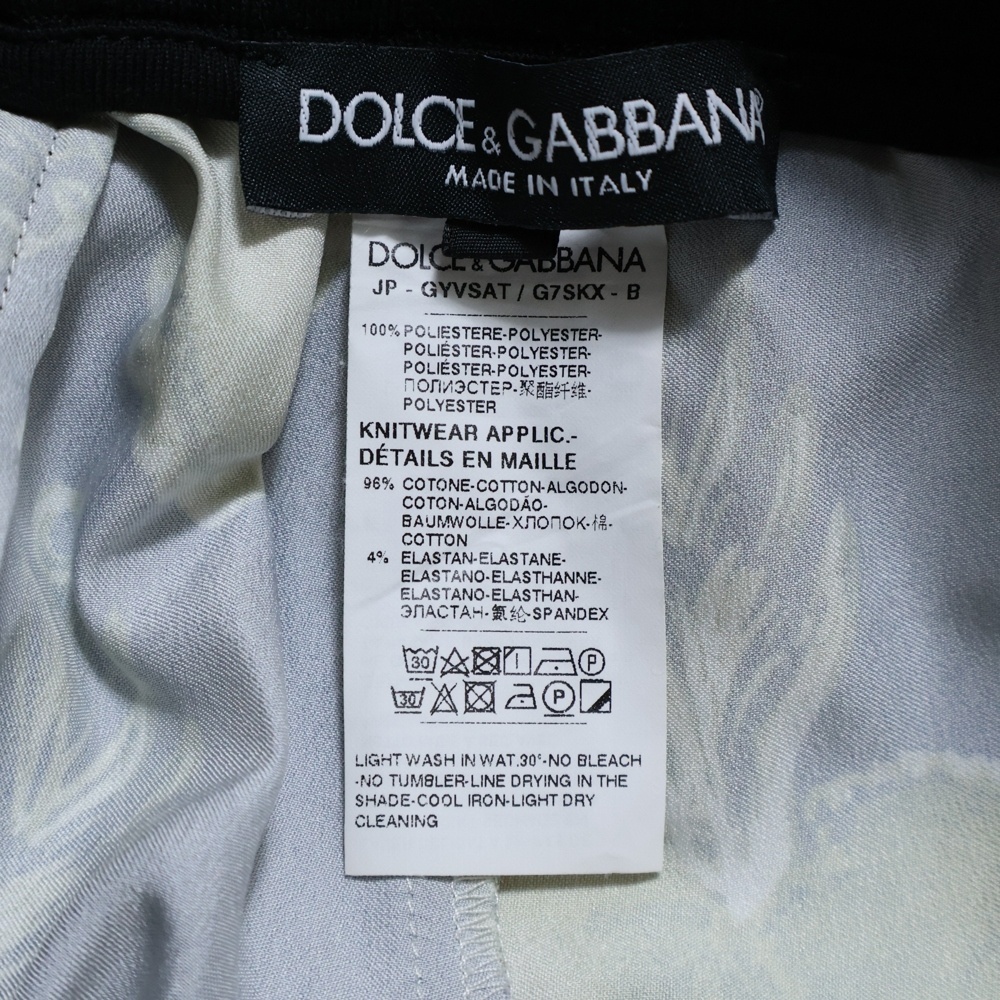 DOLCE & GABBANA
MADE IN ITALY
DOLCE & GABBANA
JP - GYVSAT / G7SKX - B
100% POLIESTERE-POLYESTER-
POLIÉSTER-POLYESTER-
POLIÉSTER-POLYESTER-
ПОЛИЭСТЕР-聚酯纤维-
POLYESTER
KNITWEAR APPLIC.-
DÉTAILS EN MAILLE
96% COTONE-COTTON-ALGODON-
COTON-ALGODÃO-
BAUMWOLLE-ХЛОПОК-棉-
COTTON
4% ELASTAN-ELASTANE-
ELASTANO-ELASTHANNE-
ELASTANO-ELASTHAN-
ЭЛАСТАН-氨纶-SPANDEX
30 P
30 P
LIGHT WASH IN WAT.30°-NO BLEACH
-NO TUMBLER-LINE DRYING IN THE
SHADE-COOL IRON-LIGHT DRY
CLEANING